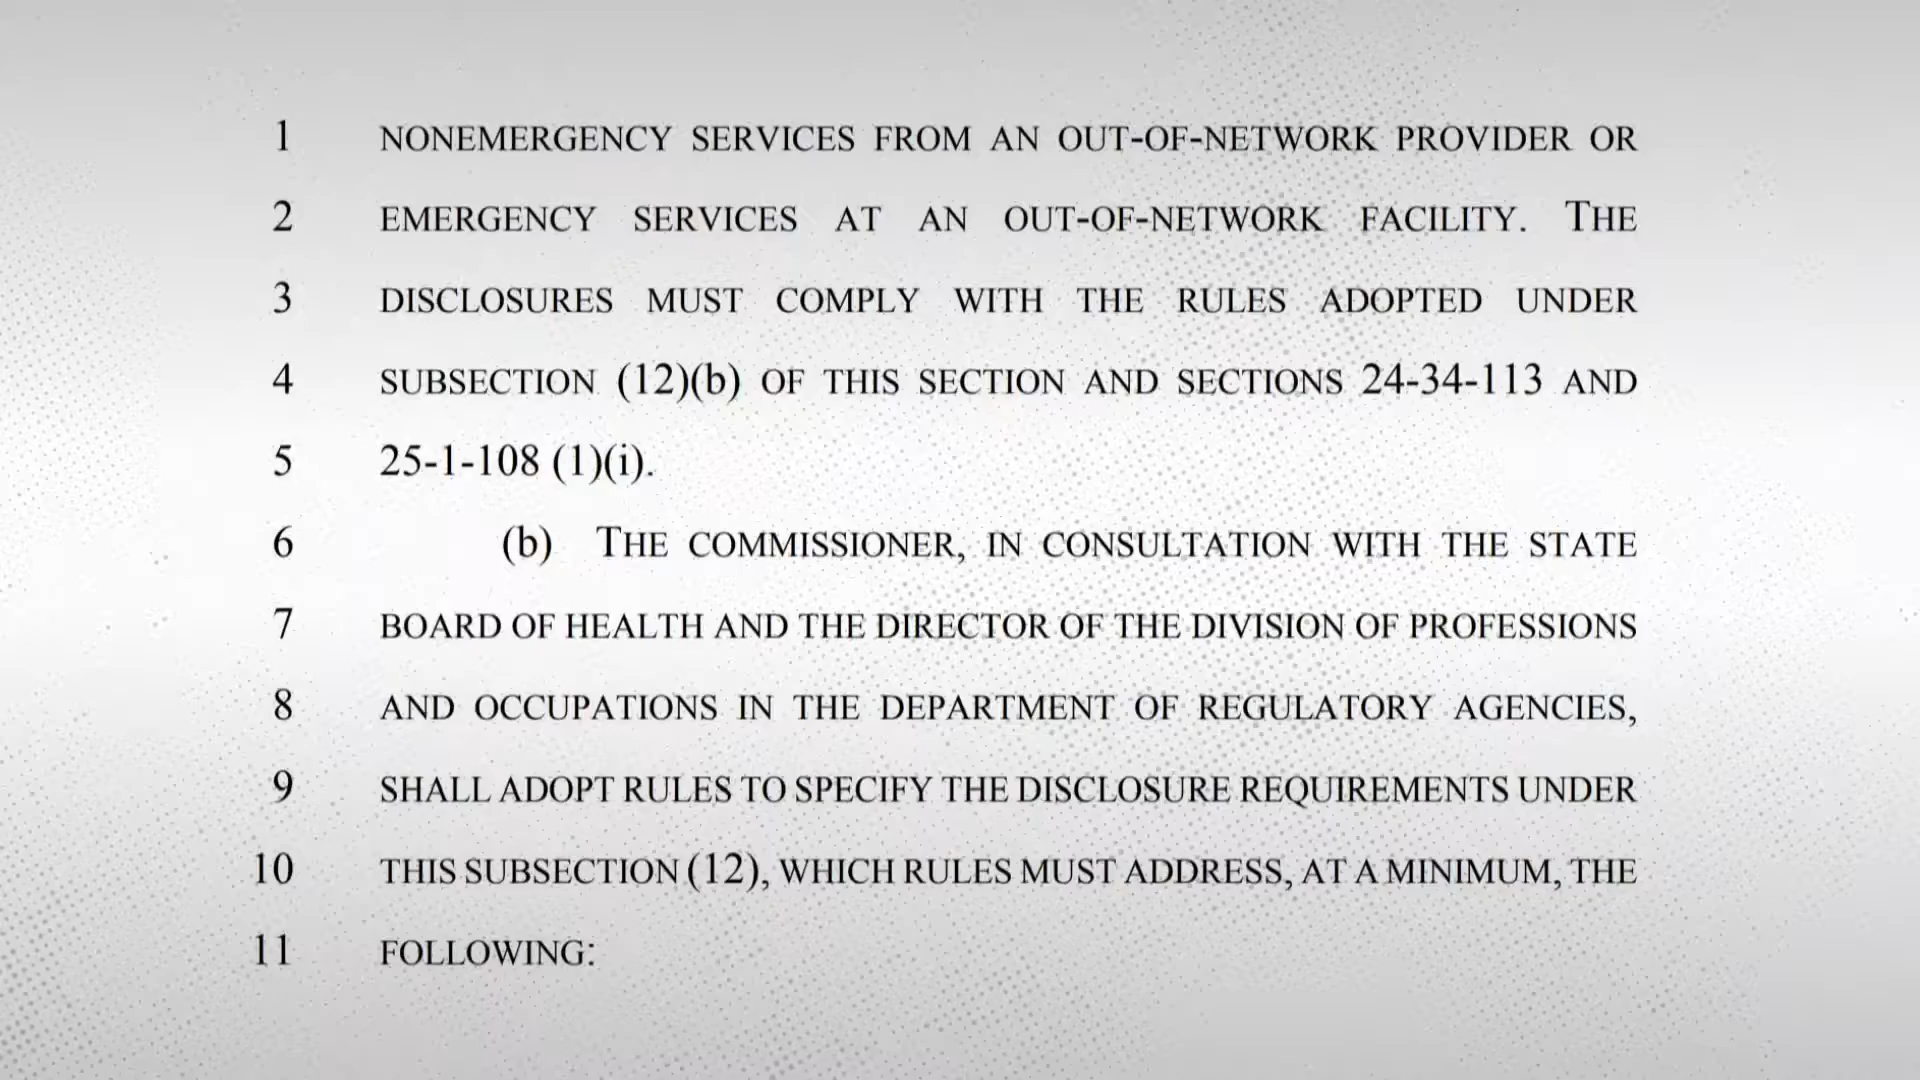 1 NONEMERGENCY SERVICES FROM AN OUT-OF-NETWORK PROVIDER OR
2 EMERGENCY SERVICES AT AN OUT-OF-NETWORK FACILITY. THE
3 DISCLOSURES MUST COMPLY WITH THE RULES ADOPTED UNDER
4 SUBSECTION (12)(b) OF THIS SECTION AND SECTIONS 24-34-113 AND
5 25-1-108 (1)(i).
6 (b) THE COMMISSIONER, IN CONSULTATION WITH THE STATE
7 BOARD OF HEALTH AND THE DIRECTOR OF THE DIVISION OF PROFESSIONS
8 AND OCCUPATIONS IN THE DEPARTMENT OF REGULATORY AGENCIES,
9 SHALL ADOPT RULES TO SPECIFY THE DISCLOSURE REQUIREMENTS UNDER
10 THIS SUBSECTION (12), WHICH RULES MUST ADDRESS, AT A MINIMUM, THE
11 FOLLOWING: